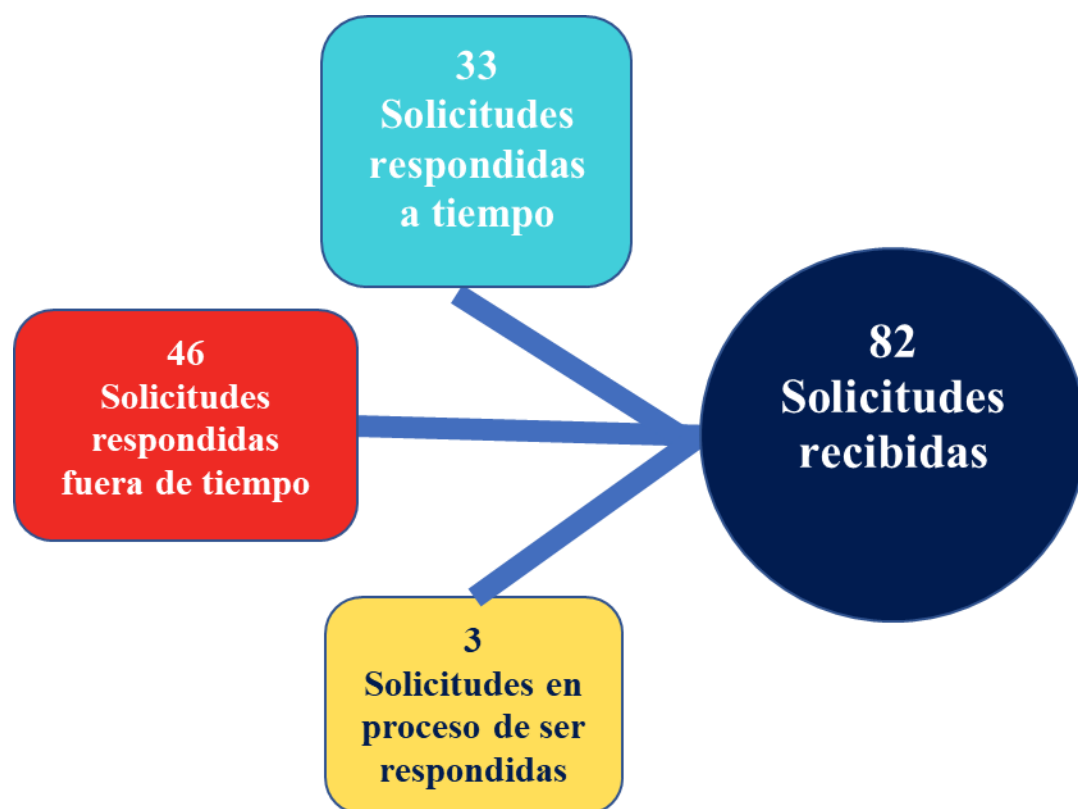 33
Solicitudes
respondidas
a tiempo
46
Solicitudes
respondidas
fuera de tiempo
82
Solicitudes
recibidas
3
Solicitudes en
proceso de ser
respondidas